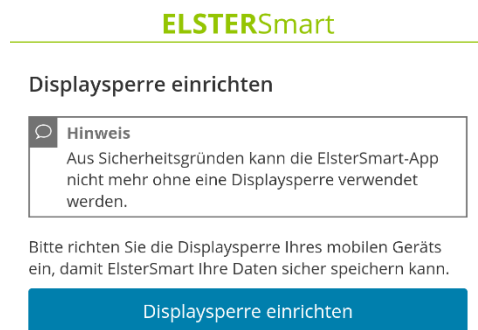 ELSTERSmart
Displaysperre einrichten
Hinweis
Aus Sicherheitsgründen kann die ElsterSmart-App
nicht mehr ohne eine Displaysperre verwendet
werden.
Bitte richten Sie die Displaysperre Ihres mobilen Geräts
ein, damit ElsterSmart Ihre Daten sicher speichern kann.
Displaysperre einrichten